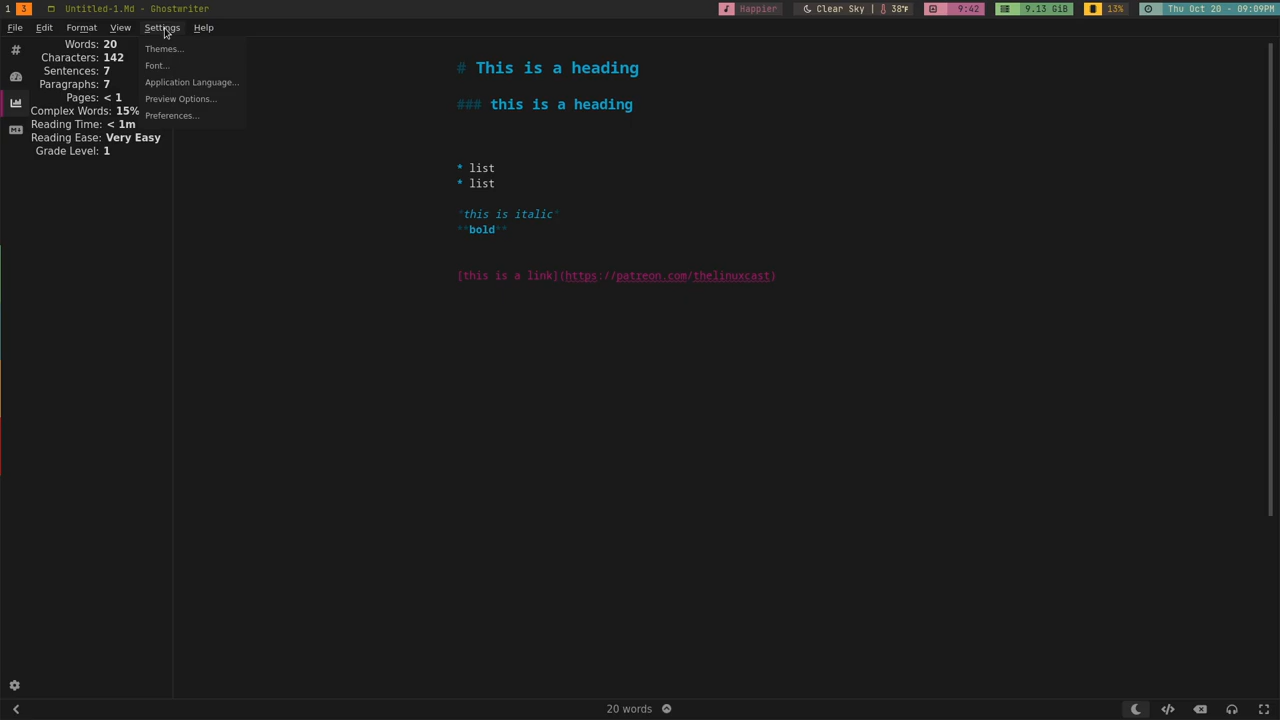 1 3 Untitled-1.Md - Ghostwriter Happier Clear Sky | 38°F 9:42 9.13 GiB 13% Thu Oct 20 - 09:09PM
File Edit Format View Settings Help
Words: 20
Characters: 142
Sentences: 7
Paragraphs: 7
Pages: < 1
Complex Words: 15%
Reading Time: < 1m
Reading Ease: Very Easy
Grade Level: 1
Themes...
Font...
Application Language...
Preview Options...
Preferences...
# This is a heading
### this is a heading
* list
* list
*this is italic*
**bold**
[this is a link](https://patreon.com/thelinuxcast)
20 words